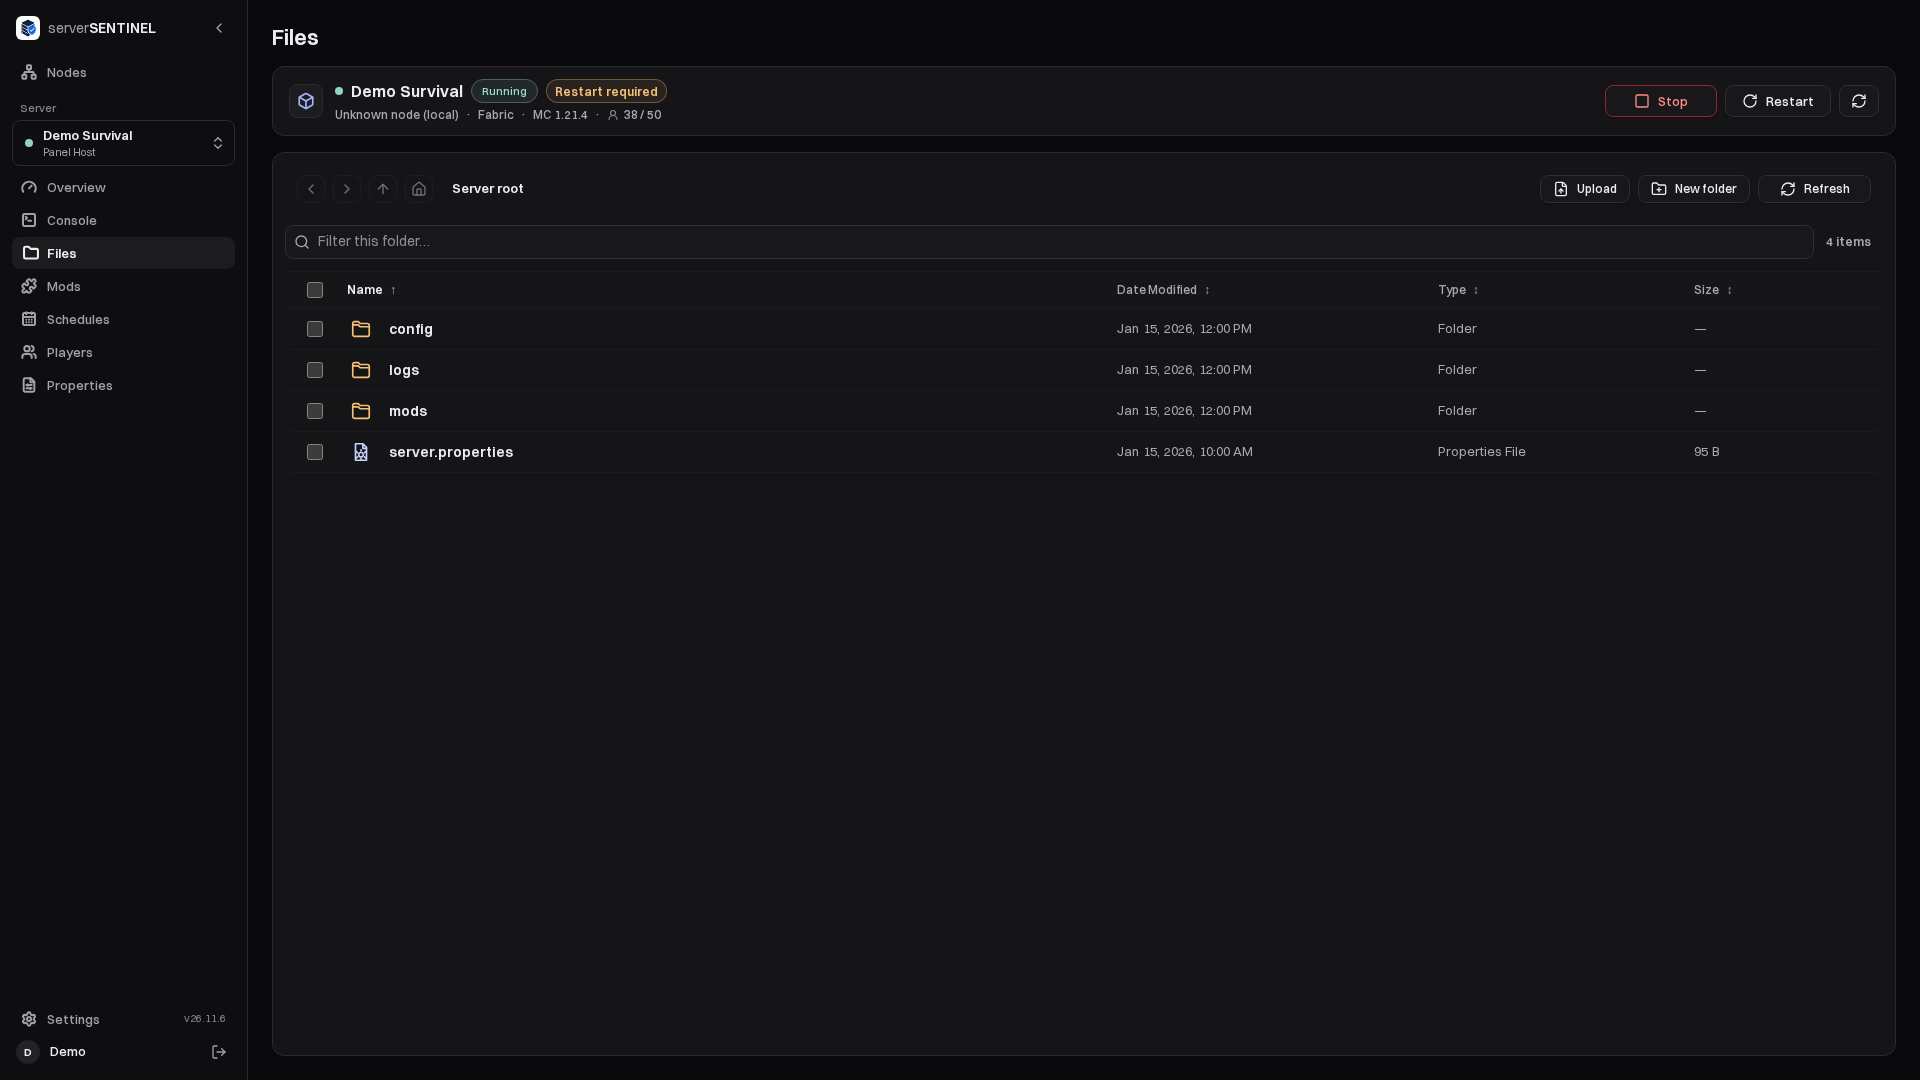 serverSENTINEL
Nodes
Server
Demo Survival
Panel Host
Overview
Console
Files
Mods
Schedules
Players
Properties
Settings
v26.11.6
D
Demo
Files
Demo Survival
Running
Restart required
Unknown node (local) · Fabric · MC 1.21.4 · 38 / 50
Stop
Restart
Server root
Upload
New folder
Refresh
Filter this folder...
4 items
Name ↑
Date Modified ↕
Type ↕
Size ↕
config
Jan 15, 2026, 12:00 PM
Folder
—
logs
Jan 15, 2026, 12:00 PM
Folder
—
mods
Jan 15, 2026, 12:00 PM
Folder
—
server.properties
Jan 15, 2026, 10:00 AM
Properties File
95 B